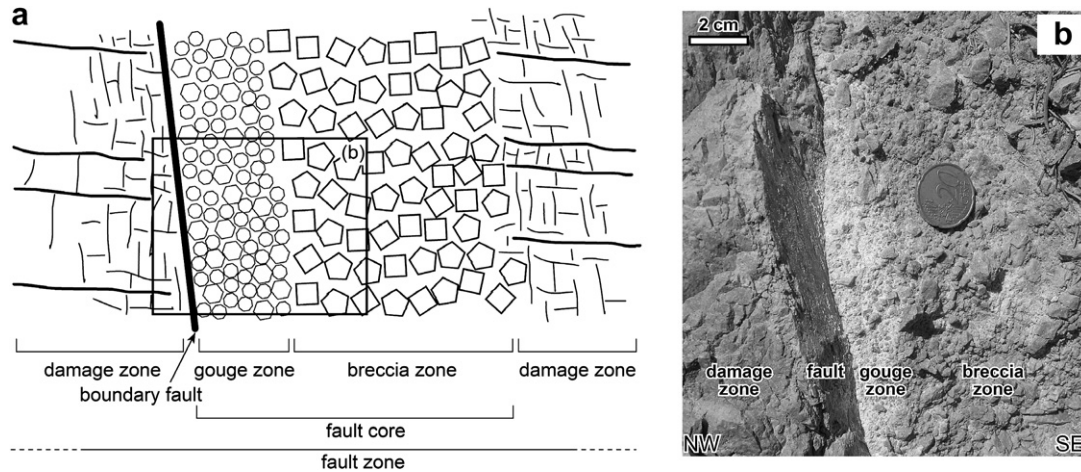 a
(b)
damage zone
gouge zone
breccia zone
damage zone
boundary fault
fault core
fault zone
b
2 cm
20
damage
zone
fault
gouge
zone
breccia
zone
NW
SE